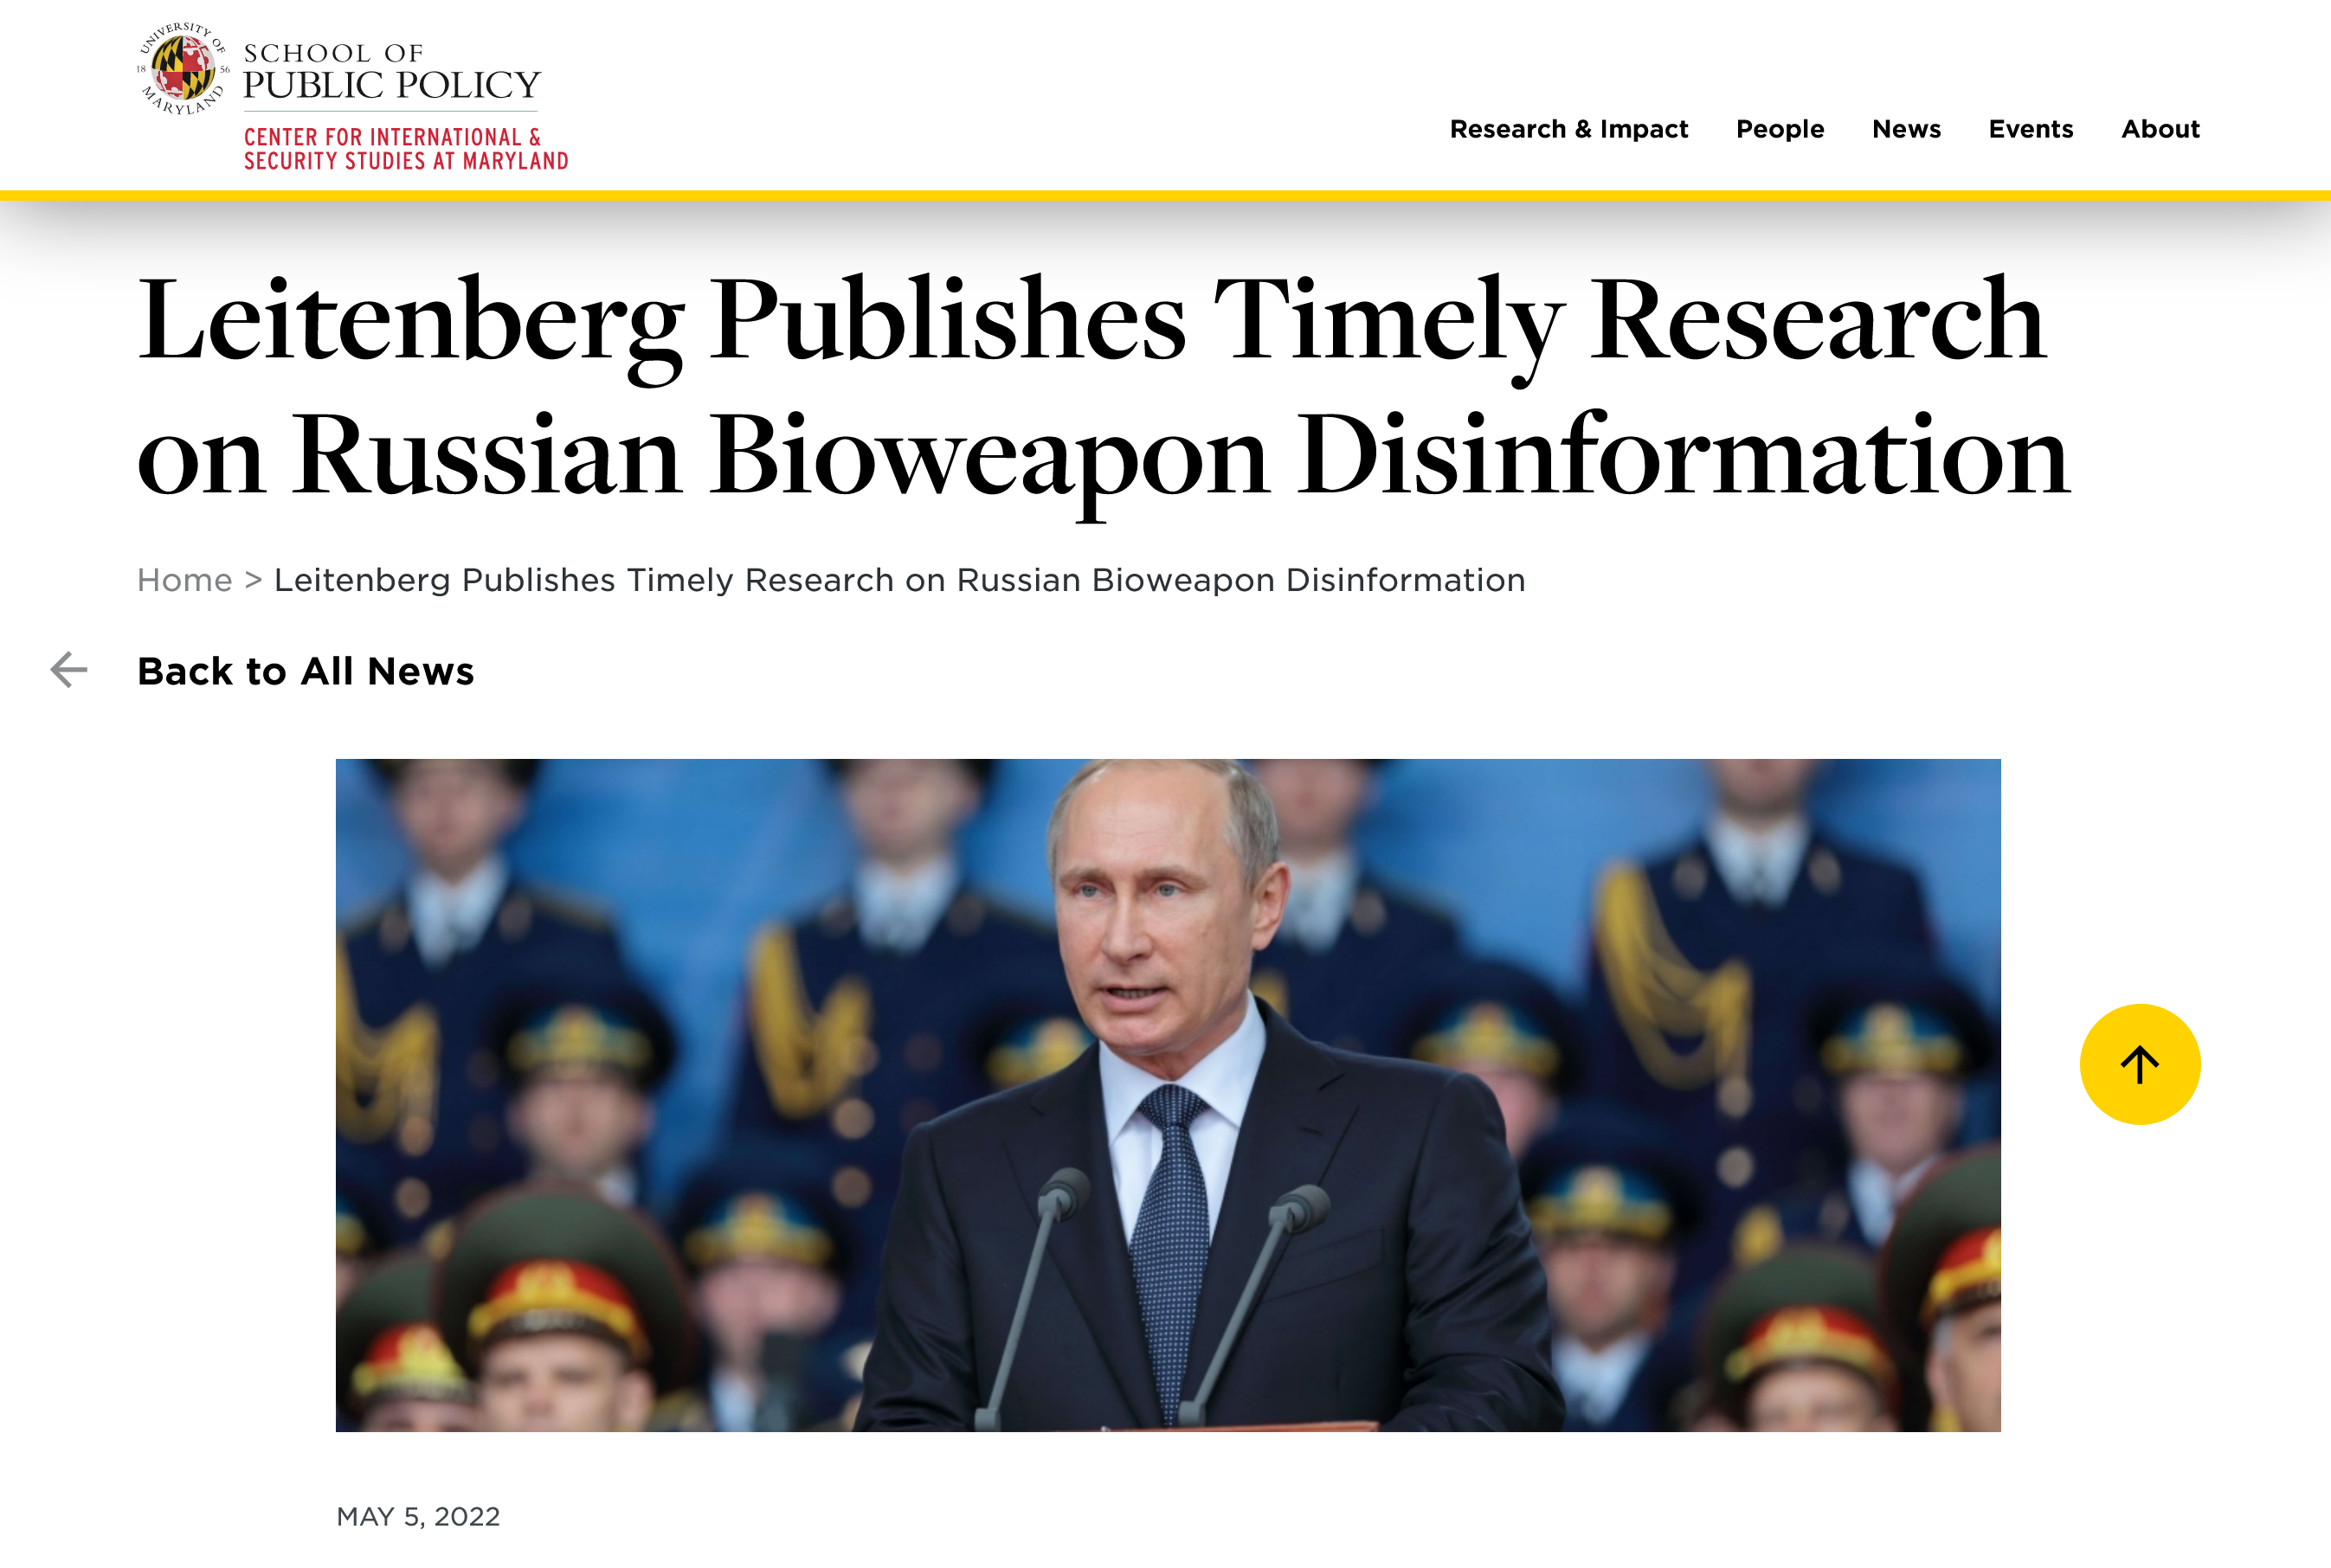 UNIVERSITY OF
18 56
MARYLAND
SCHOOL OF
PUBLIC POLICY
CENTER FOR INTERNATIONAL &
SECURITY STUDIES AT MARYLAND
Research & Impact People News Events About
Leitenberg Publishes Timely Research
on Russian Bioweapon Disinformation
Home > Leitenberg Publishes Timely Research on Russian Bioweapon Disinformation
Back to All News
MAY 5, 2022